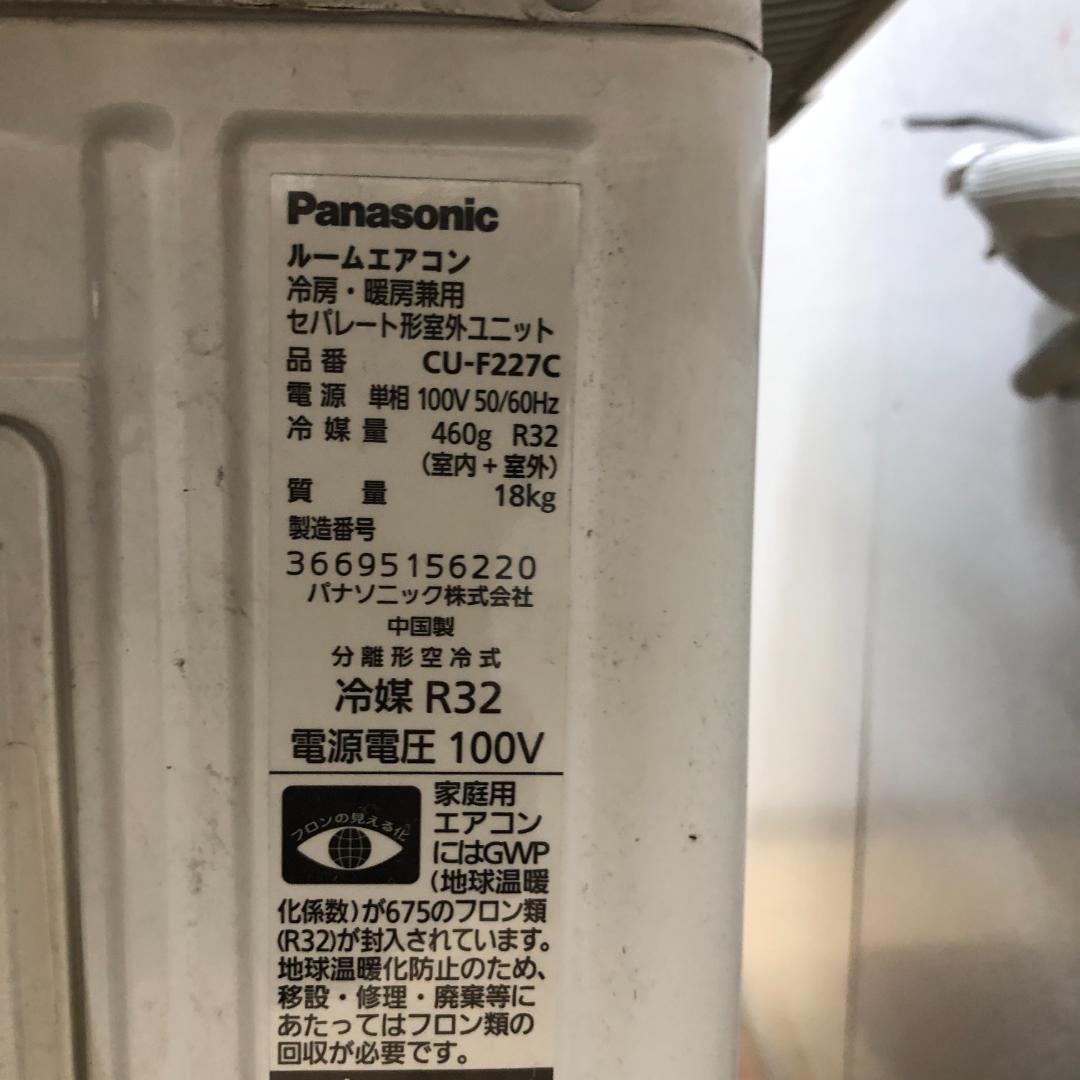 Panasonic
ルームエアコン
冷房・暖房兼用
セパレート形室外ユニット
品番 CU-F227C
電源 単相 100V 50/60Hz
冷媒量 460g R32
(室内+室外)
質量 18kg
製造番号
36695156220
パナソニック株式会社
中国製
分離形空冷式
冷媒 R32
電源電圧 100V
フロンの見える化
家庭用
エアコン
にはGWP
(地球温暖
化係数)が675のフロン類
(R32)が封入されています。
地球温暖化防止のため、
移設・修理・廃棄等に
あたってはフロン類の
回収が必要です。